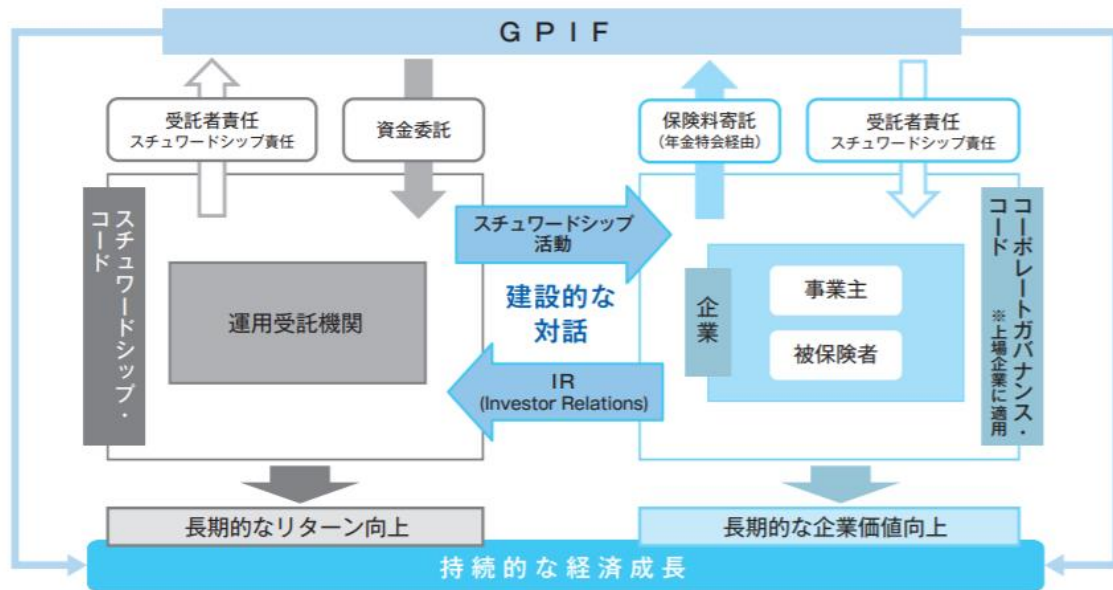 GPIF
受託者責任
スチュワードシップ責任
資金委託
保険料寄託
(年金特会経由)
受託者責任
スチュワードシップ責任
スチュワードシップ・
コード
運用受託機関
スチュワードシップ
活動
建設的な
対話
IR
(Investor Relations)
企業
事業主
被保険者
コーポレートガバナンス・
コード ※上場企業に適用
長期的なリターン向上
長期的な企業価値向上
持続的な経済成長